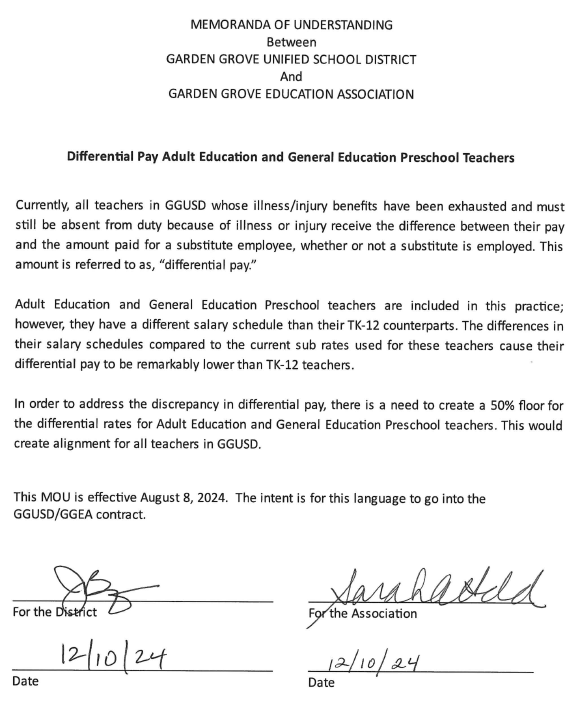 MEMORANDA OF UNDERSTANDING
Between
GARDEN GROVE UNIFIED SCHOOL DISTRICT
And
GARDEN GROVE EDUCATION ASSOCIATION
Differential Pay Adult Education and General Education Preschool Teachers
Currently, all teachers in GGUSD whose illness/injury benefits have been exhausted and must
still be absent from duty because of illness or injury receive the difference between their pay
and the amount paid for a substitute employee, whether or not a substitute is employed. This
amount is referred to as, “differential pay.”
Adult Education and General Education Preschool teachers are included in this practice;
however, they have a different salary schedule than their TK-12 counterparts. The differences in
their salary schedules compared to the current sub rates used for these teachers cause their
differential pay to be remarkably lower than TK-12 teachers.
In order to address the discrepancy in differential pay, there is a need to create a 50% floor for
the differential rates for Adult Education and General Education Preschool teachers. This would
create alignment for all teachers in GGUSD.
This MOU is effective August 8, 2024.  The intent is for this language to go into the
GGUSD/GGEA contract.
For the District
For the Association
12/10/24
12/10/24
Date
Date